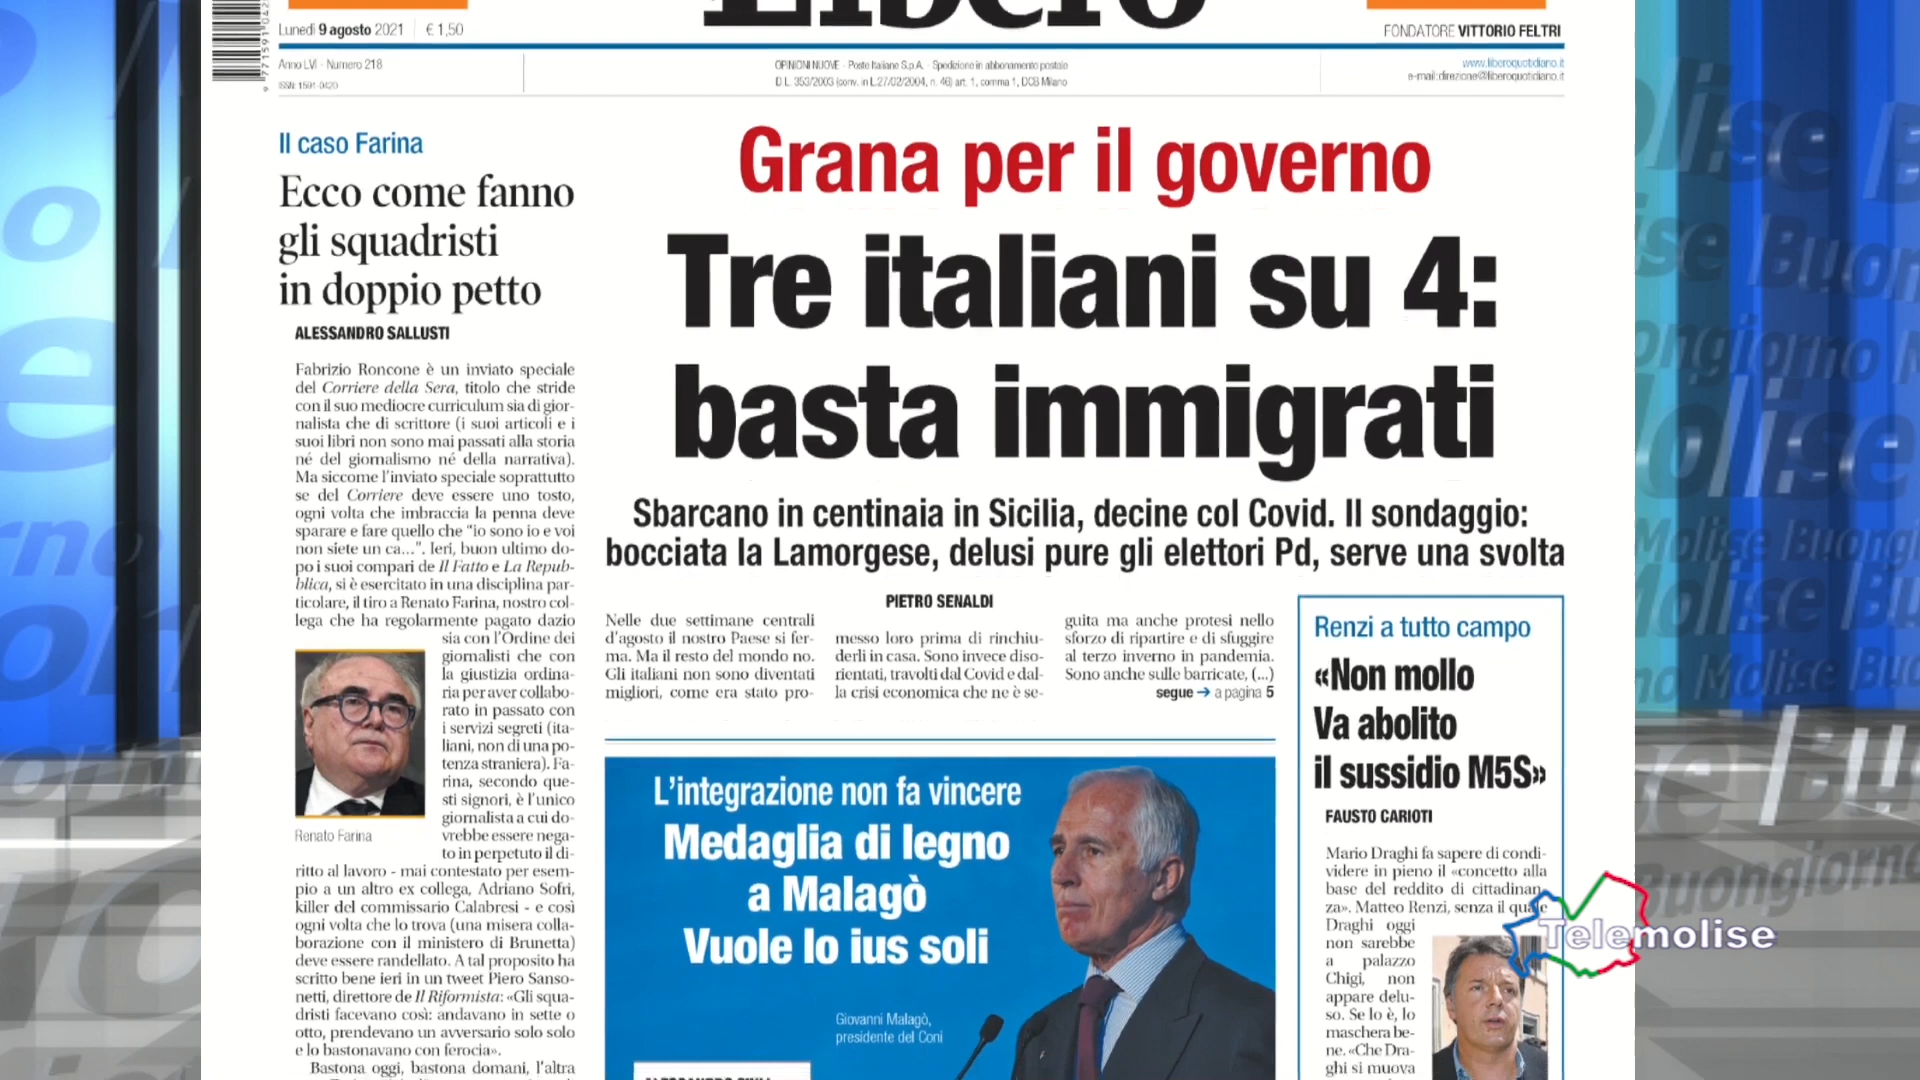 Libero
Lunedì 9 agosto 2021 € 1,50
FONDATORE VITTORIO FELTRI
Anno LVI - Numero 218
ISSN: 1591-0420
OPINIONI NUOVE - Poste Italiane S.p.A. - Spedizione in abbonamento postale
D.L. 353/2003 (conv. in L.27/02/2004, n. 46) art. 1, comma 1, DCB Milano
www.liberoquotidiano.it
e-mail:direzione@liberoquotidiano.it
Il caso Farina
Ecco come fanno
gli squadristi
in doppio petto
ALESSANDRO SALLUSTI
Fabrizio Roncone è un inviato speciale
del Corriere della Sera, titolo che stride
con il suo mediocre curriculum sia di gior-
nalista che di scrittore (i suoi articoli e i
suoi libri non sono mai passati alla storia
né del giornalismo né della narrativa).
Ma siccome l'inviato speciale soprattutto
se del Corriere deve essere uno tosto,
ogni volta che imbraccia la penna deve
sparare e fare quello che "io sono io e voi
non siete un ca...". Ieri, buon ultimo do-
po i suoi compari de Il Fatto e La Repub-
blica, si è esercitato in una disciplina par-
ticolare, il tiro a Renato Farina, nostro col-
lega che ha regolarmente pagato dazio
sia con l'Ordine dei
giornalisti che con
la giustizia ordina-
ria per aver collabo-
rato in passato con
i servizi segreti (ita-
liani, non di una po-
tenza straniera). Fa-
rina, secondo que-
sti signori, è l'unico
giornalista a cui do-
vrebbe essere nega-
to in perpetuo il di-
Renato Farina
ritto al lavoro - mai contestato per esem-
pio a un altro ex collega, Adriano Sofri,
killer del commissario Calabresi - e così
ogni volta che lo trova (una misera colla-
borazione con il ministero di Brunetta)
deve essere randellato. A tal proposito ha
scritto bene ieri in un tweet Piero Sanso-
netti, direttore de Il Riformista: «Gli squa-
dristi facevano così: andavano in sette o
otto, prendevano un avversario solo solo
e lo bastonavano con ferocia».
Bastona oggi, bastona domani, l'altra
Grana per il governo
Tre italiani su 4:
basta immigrati
Sbarcano in centinaia in Sicilia, decine col Covid. Il sondaggio:
bocciata la Lamorgese, delusi pure gli elettori Pd, serve una svolta
PIETRO SENALDI
Nelle due settimane centrali
d'agosto il nostro Paese si fer-
ma. Ma il resto del mondo no.
Gli italiani non sono diventati
migliori, come era stato pro-
messo loro prima di rinchiu-
derli in casa. Sono invece diso-
rientati, travolti dal Covid e dal-
la crisi economica che ne è se-
guita ma anche protesi nello
sforzo di ripartire e di sfuggire
al terzo inverno in pandemia.
Sono anche sulle barricate, (...)
segue ➔ a pagina 5
L'integrazione non fa vincere
Medaglia di legno
a Malagò
Vuole lo ius soli
Giovanni Malagò,
presidente del Coni
Renzi a tutto campo
«Non mollo
Va abolito
il sussidio M5S»
FAUSTO CARIOTI
Mario Draghi fa sapere di condi-
videre in pieno il «concetto alla
base del reddito di cittadinan-
za». Matteo Renzi, senza il quale
Draghi oggi
non sarebbe
a palazzo
Chigi, non
appare delu-
so. Se lo è, lo
maschera be-
ne. «Che Dra-
ghi si muova
Telemolise